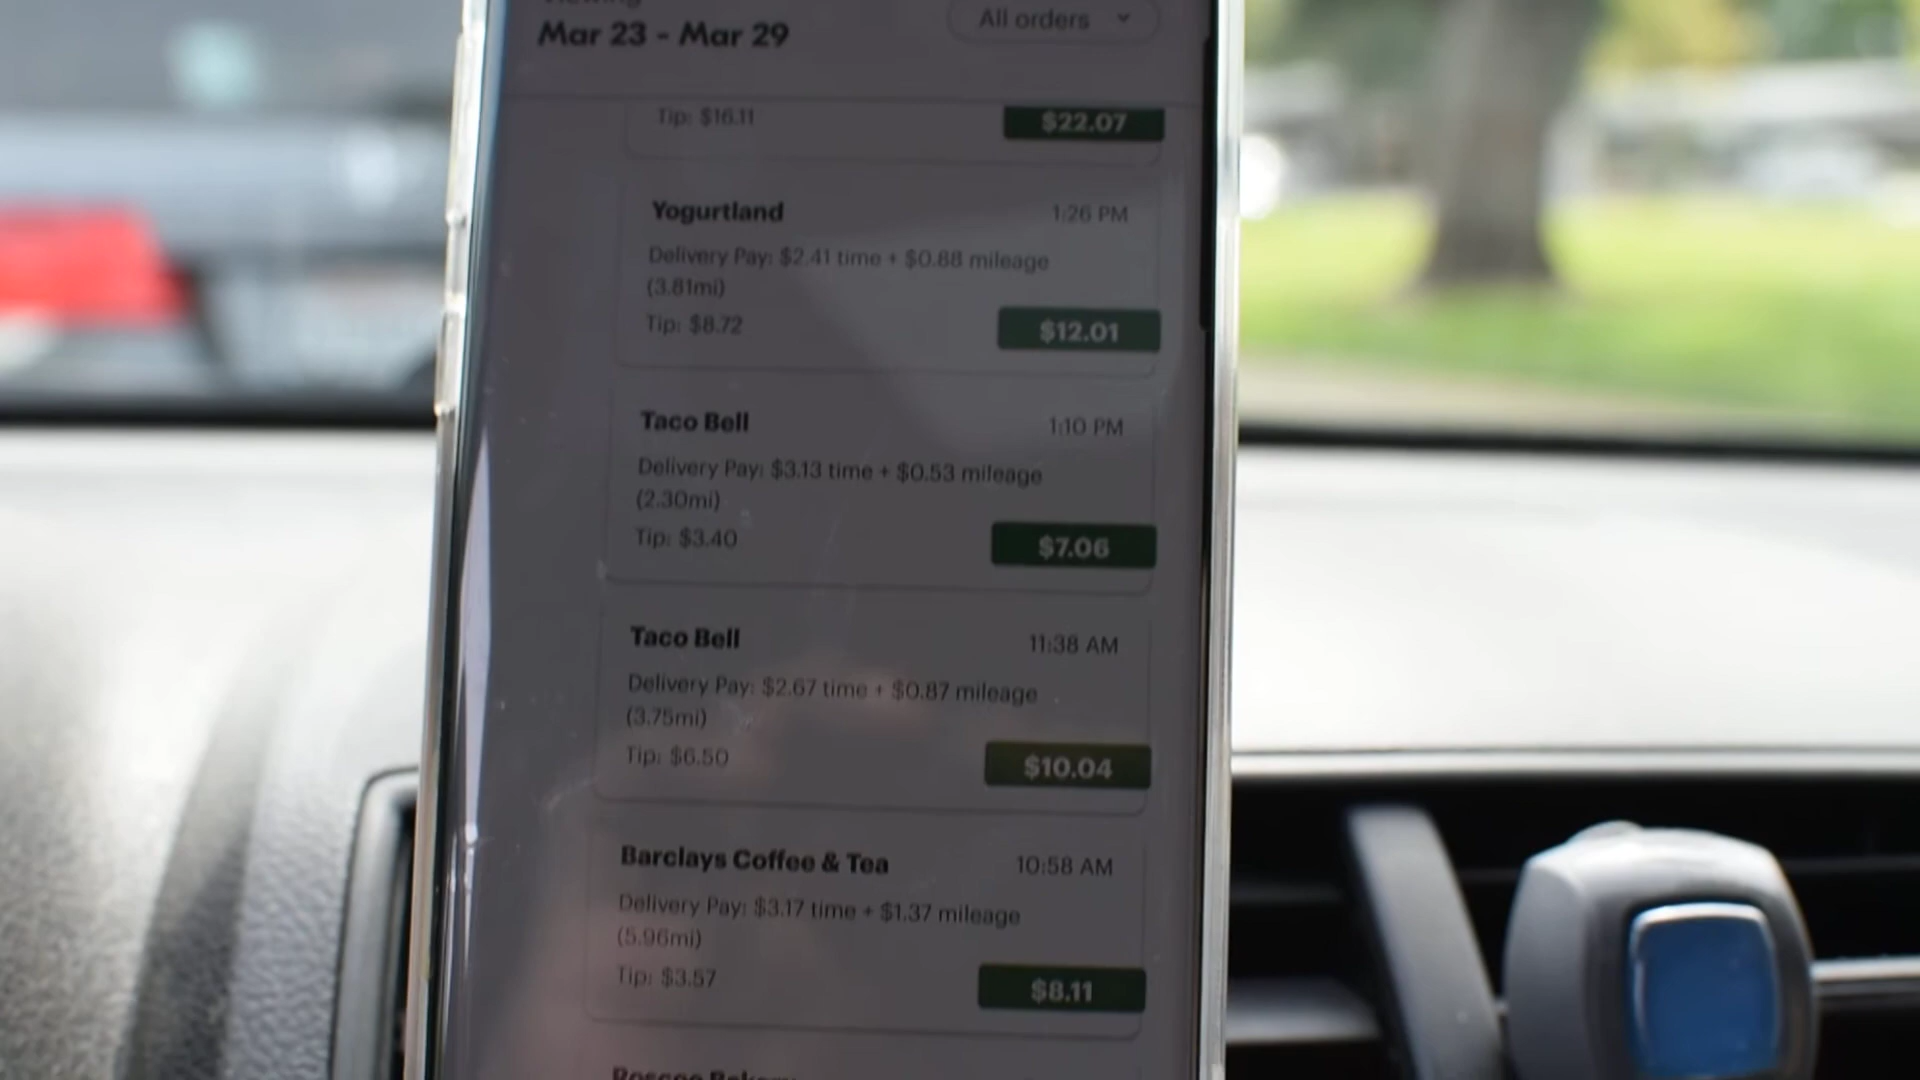 Mar 23 - Mar 29
All orders
Tip: $16.11
$22.07
Yogurtland
1:26 PM
Delivery Pay: $2.41 time + $0.88 mileage
(3.81mi)
Tip: $8.72
$12.01
Taco Bell
1:10 PM
Delivery Pay: $3.13 time + $0.53 mileage
(2.30mi)
Tip: $3.40
$7.06
Taco Bell
11:38 AM
Delivery Pay: $2.67 time + $0.87 mileage
(3.75mi)
Tip: $6.50
$10.04
Barclays Coffee & Tea
10:58 AM
Delivery Pay: $3.17 time + $1.37 mileage
(5.96mi)
Tip: $3.57
$8.11